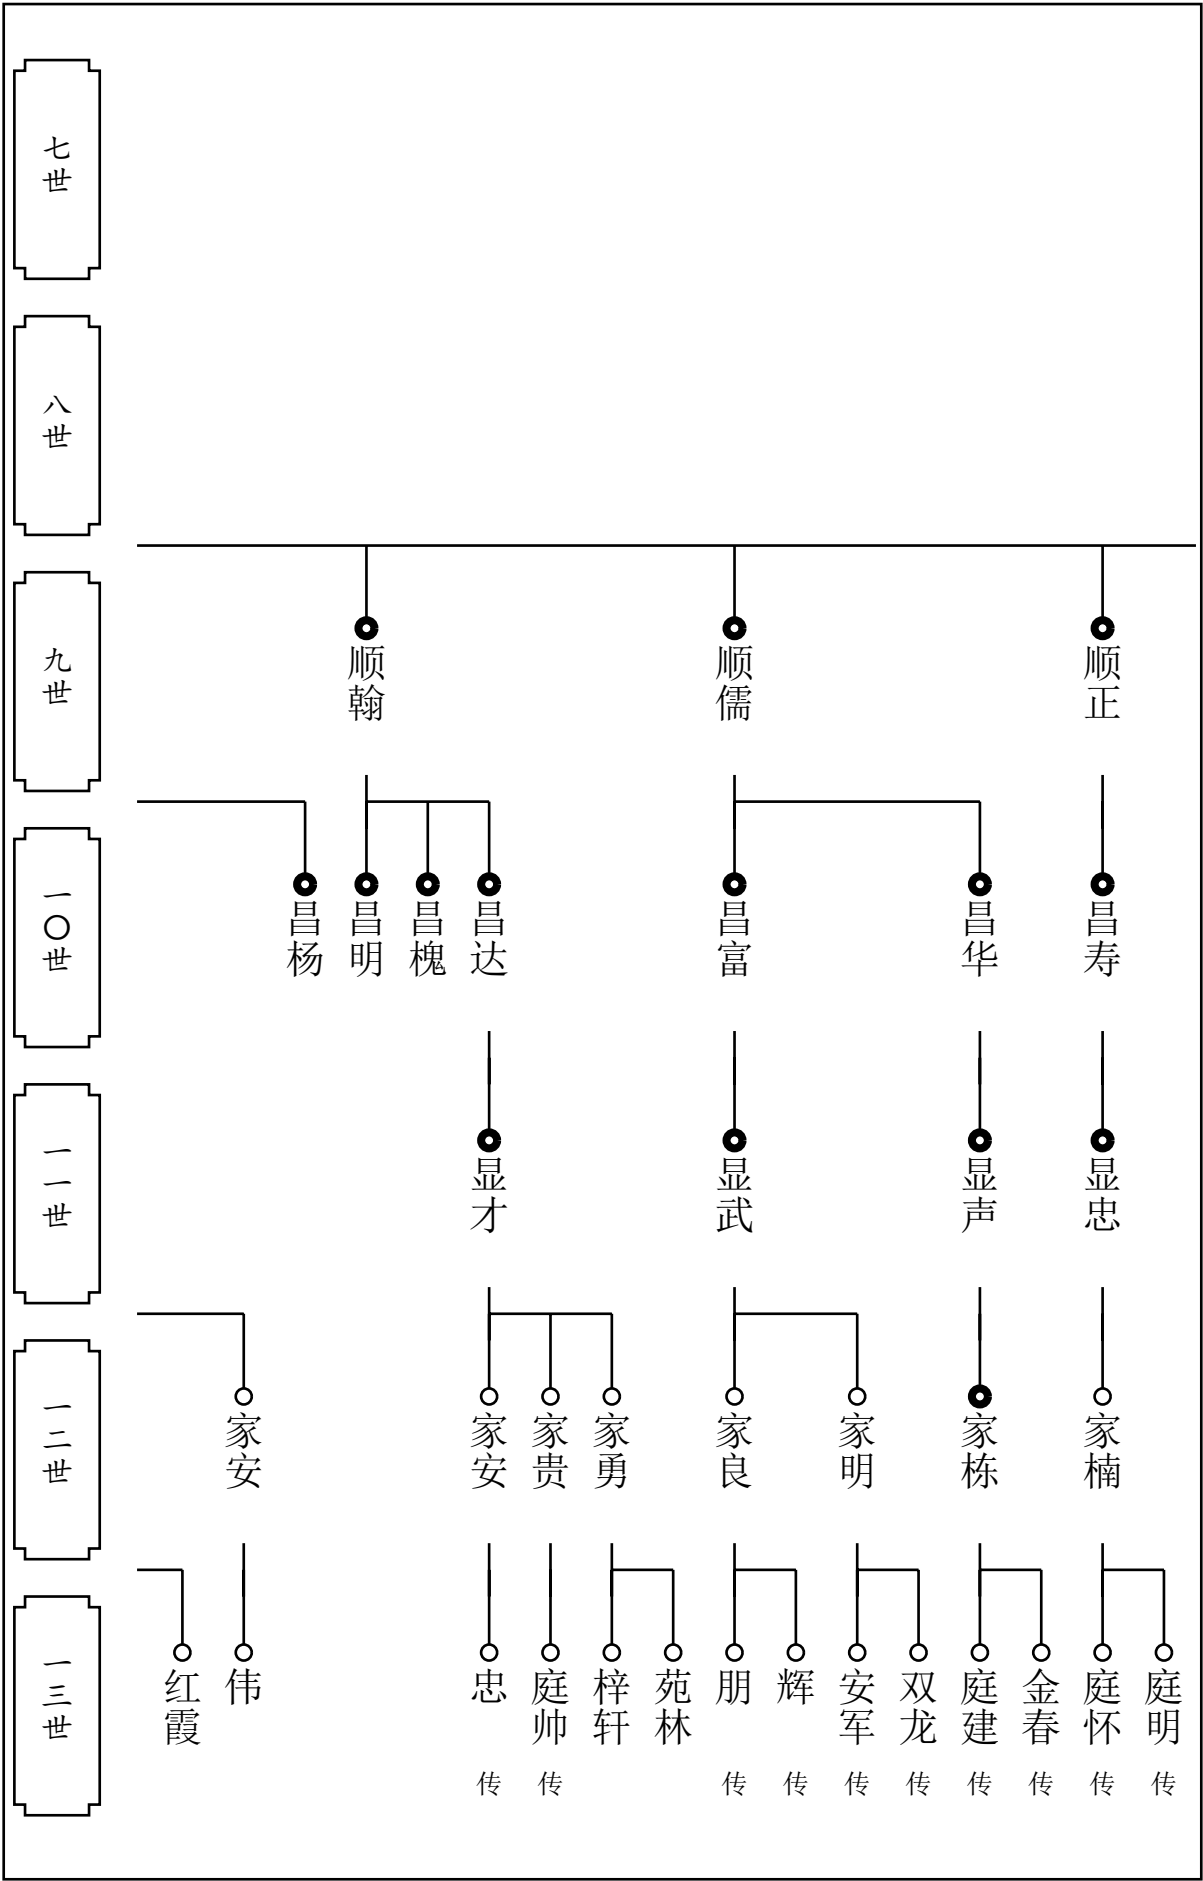 七世
八世
九世
一〇世
一一世
一二世
一三世
顺正
顺儒
顺翰
昌寿
昌华
昌富
昌达
昌槐
昌明
昌杨
显忠
显声
显武
显才
家楠
家栋
家明
家良
家勇
家贵
家安
家安
庭明
庭怀
金春
庭建
双龙
安军
辉
朋
苑林
梓轩
庭帅
忠
伟
红霞
传
传
传
传
传
传
传
传
传
传